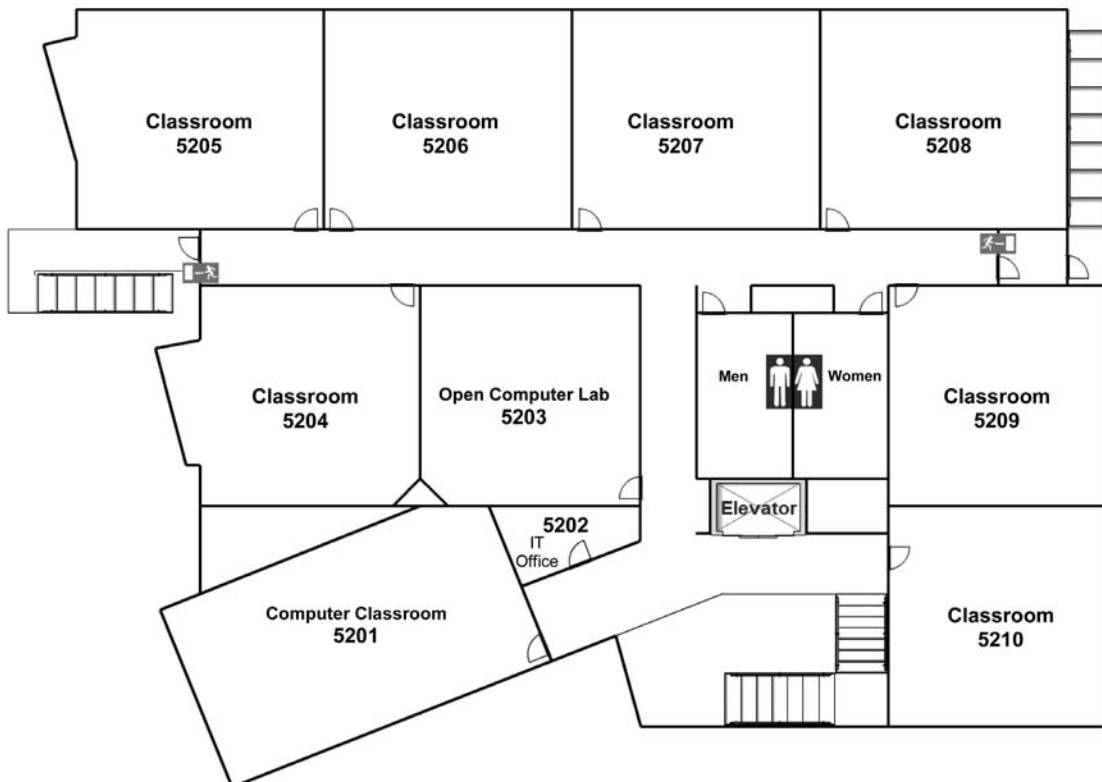 Classroom
5205
Classroom
5206
Classroom
5207
Classroom
5208
Classroom
5204
Open Computer Lab
5203
Men
Women
Classroom
5209
Elevator
5202
IT
Office
Computer Classroom
5201
Classroom
5210